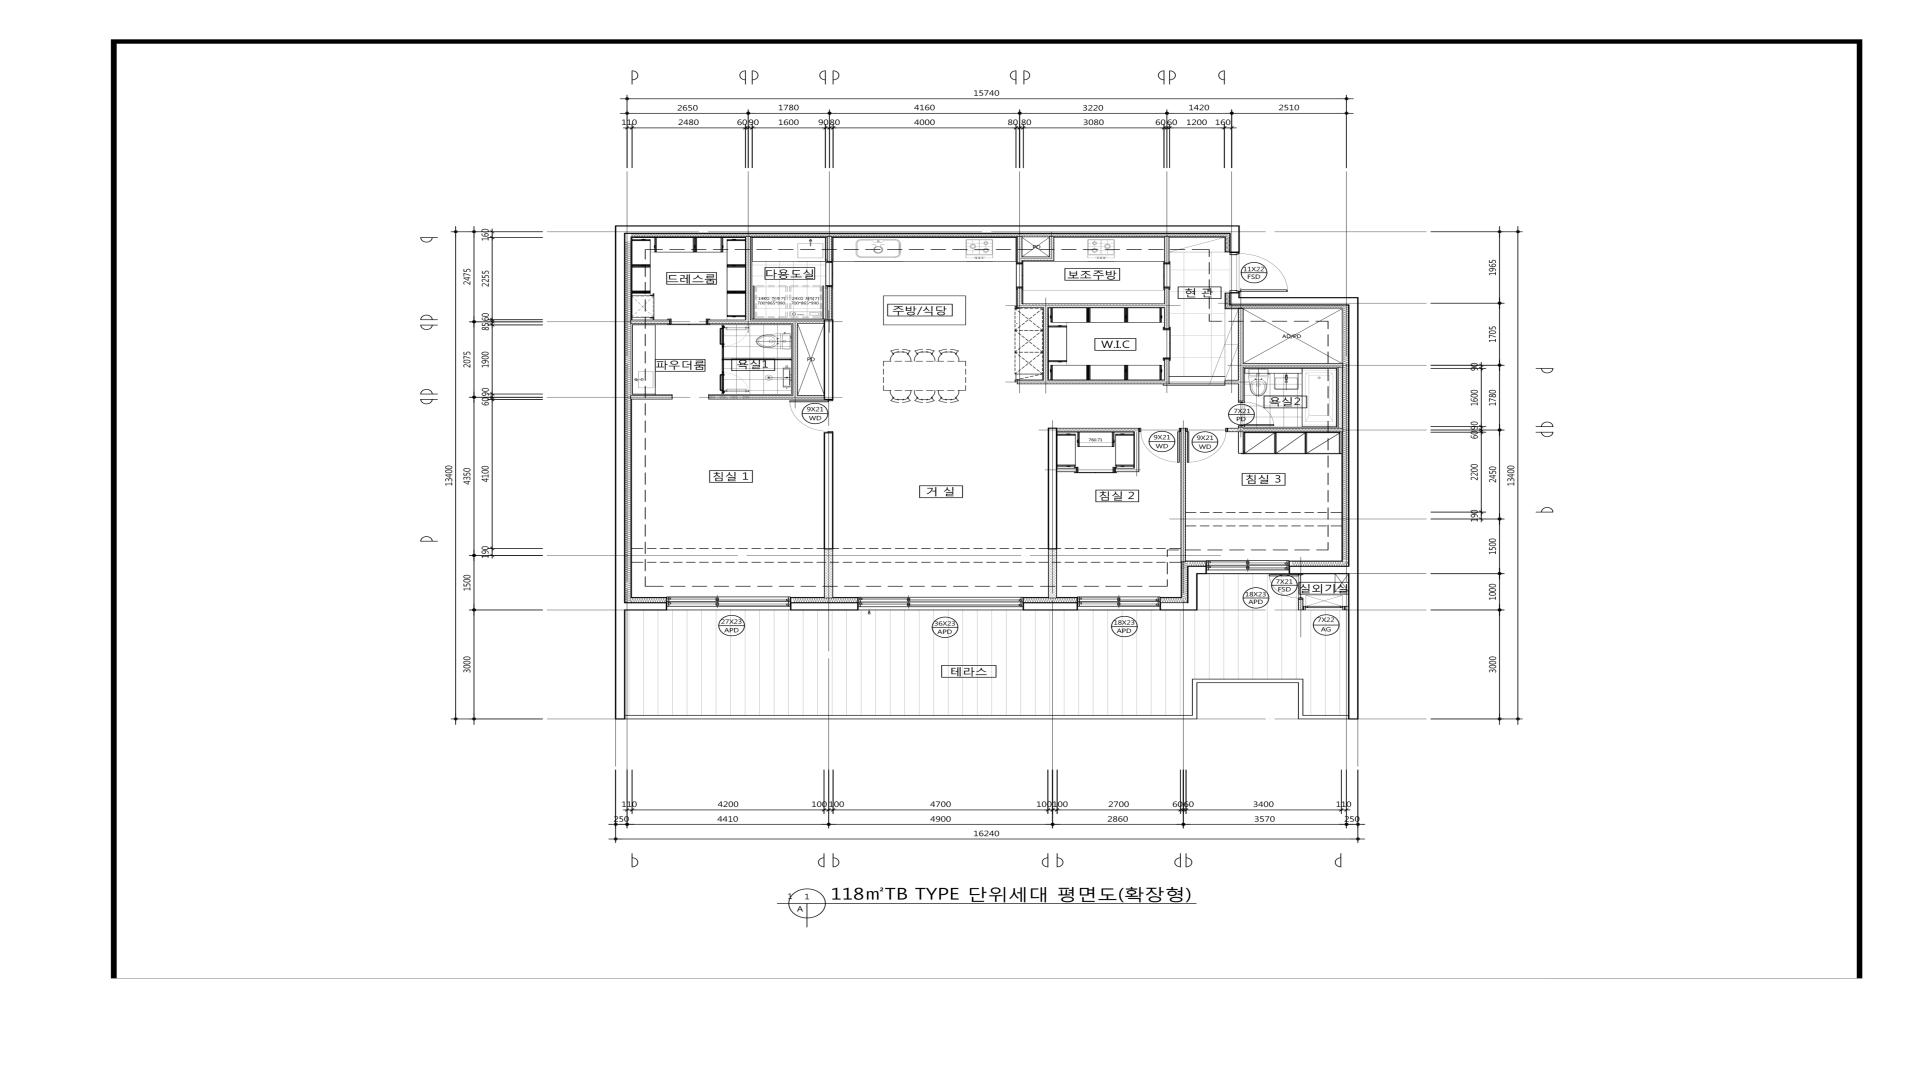 15740
2650 1780 4160 3220 1420 2510
110 2480 60 90 1600 90 80 4000 80 80 3080 60 60 1200 160
160
2475 2255
85 60
2075 1900
60 90
13400 4350 4100
190
1500
3000
1965
1705
90
1600 1780
60 90
2200 2450 13400
190
1500
1000
3000
드레스룸
다용도실
PD
보조주방
현 관
11X22
FSD
주방/식당
W.I.C
AD/PD
파우더룸
욕실1
PD
욕실2
9X21
WD
7X21
PD
9X21
WD
9X21
WD
침실 1
거 실
침실 2
침실 3
7X21
FSD
실외기실
18X23
APD
27X23
APD
36X23
APD
18X23
APD
7X22
AG
테라스
110 4200 100 100 4700 100 100 2700 60 60 3400 110
250 4410 4900 2860 3570 250
16240
1 1
A
118㎡TB TYPE 단위세대 평면도(확장형)